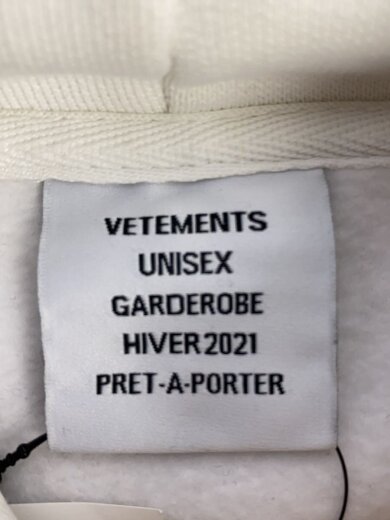 VETEMENTS
UNISEX
GARDEROBE
HIVER 2021
PRET-A-PORTER